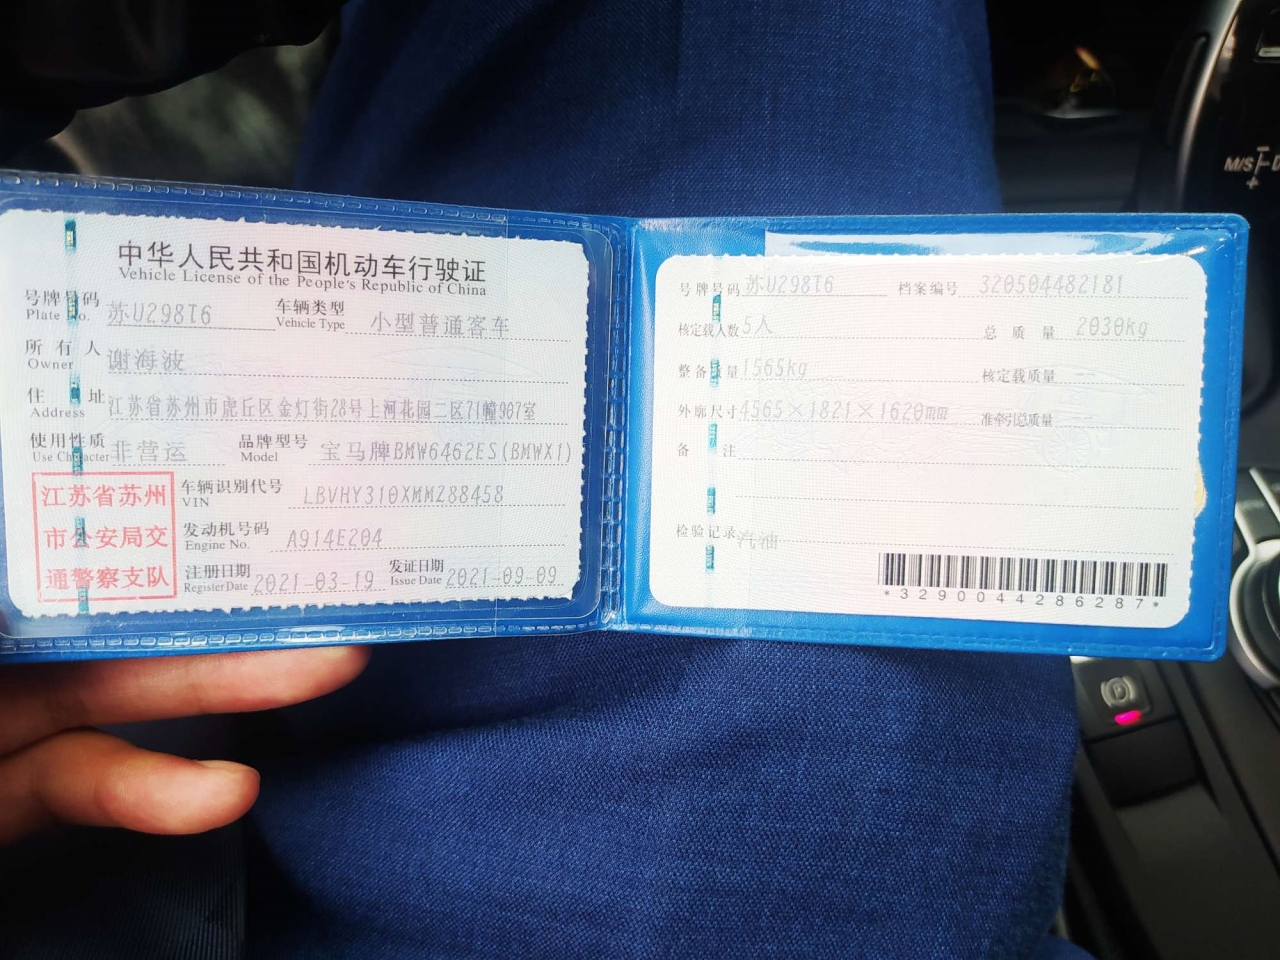 中华人民共和国机动车行驶证
Vehicle License of the People's Republic of China
号牌号码 苏U298T6 车辆类型 小型普通客车
Plate No. Vehicle Type
所有人 谢海波
Owner
住址 江苏省苏州市虎丘区金灯街28号上河花园二区71幢907室
Address
使用性质 非营运 品牌型号 宝马牌BMW6462ES(BMWX1)
Use Character Model
江苏省苏州
市公安局交
通警察支队
车辆识别代号 LBVHY310XMMZ88458
VIN
发动机号码 A914E204
Engine No.
注册日期 2021-03-19 发证日期 2021-09-09
Register Date Issue Date
号牌号码 苏U298T6 档案编号 320504482181
核定载人数 5人 总质量 2030kg
整备质量 1565kg 核定载质量 --
外廓尺寸 4565×1821×1620mm 准牵引总质量 --
备注
检验记录 汽油
*3290044286287*
M/S
P